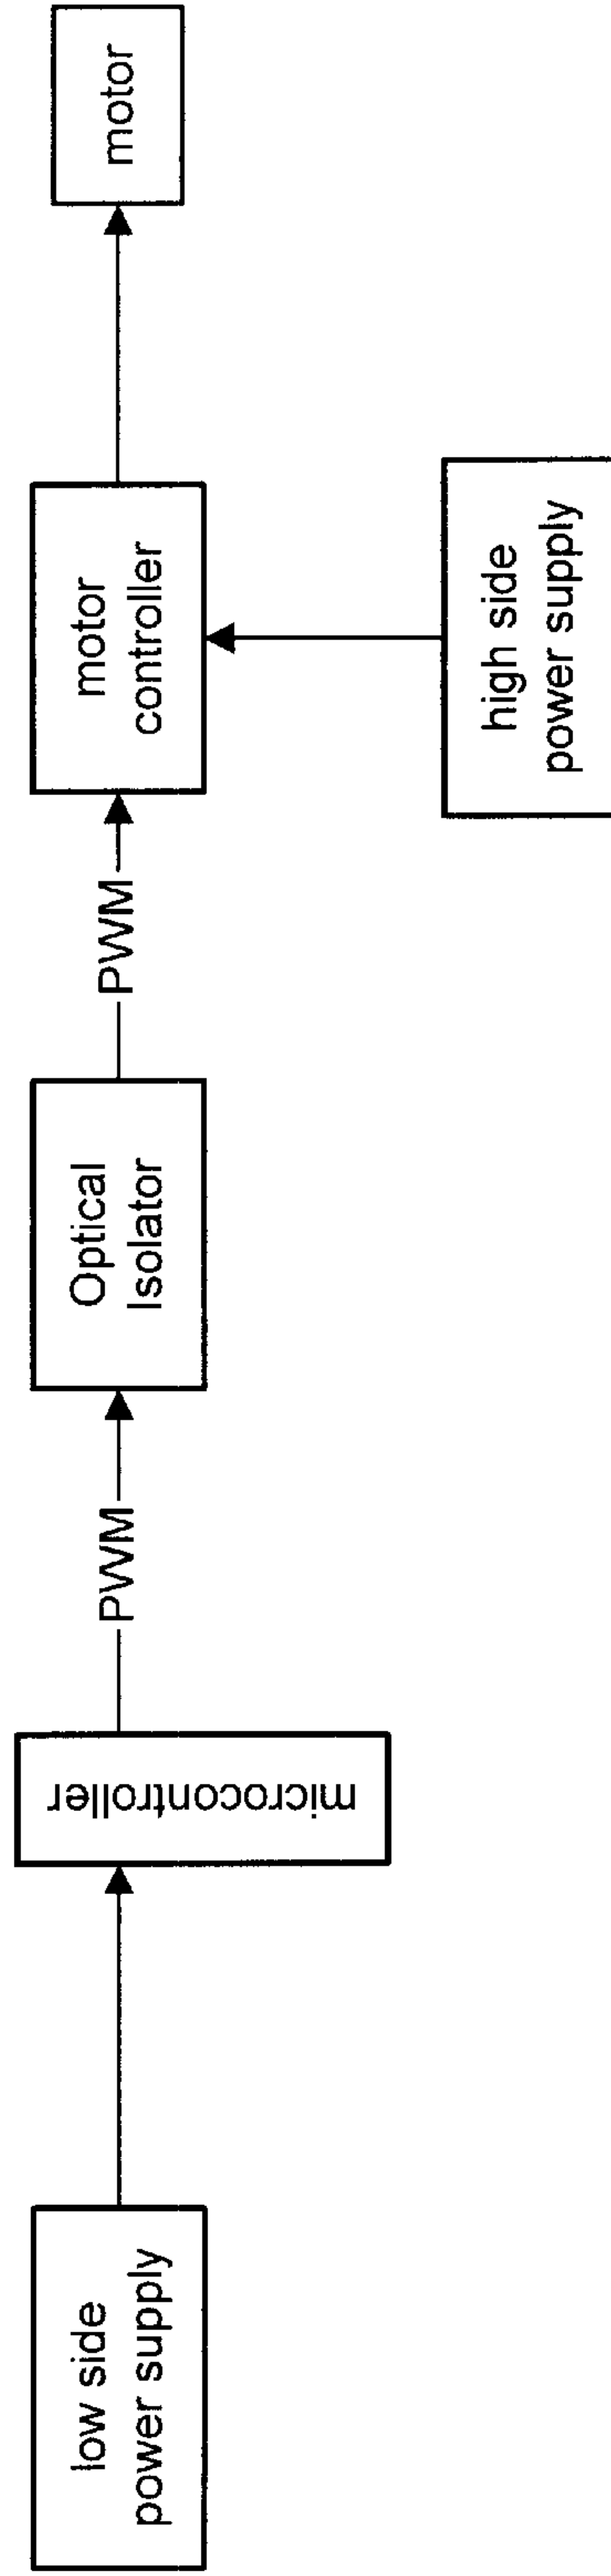 low side
power supply
microcontroller
PWM
Optical
Isolator
PWM
motor
controller
motor
high side
power supply